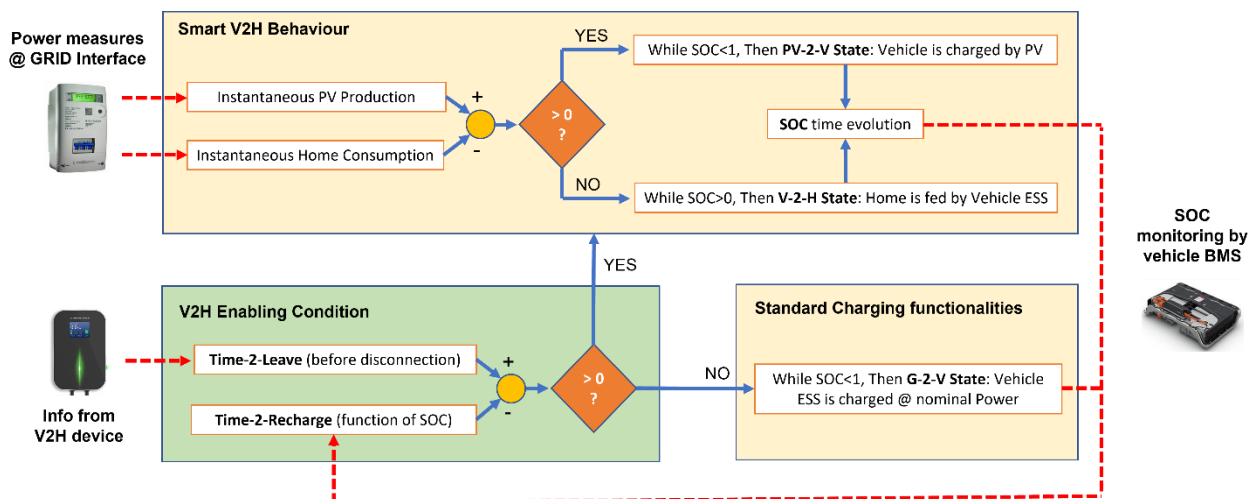 Power measures
@ GRID Interface
Smart V2H Behaviour
Instantaneous PV Production
Instantaneous Home Consumption
+
-
> 0
?
YES
NO
While SOC<1, Then PV-2-V State: Vehicle is charged by PV
SOC time evolution
While SOC>0, Then V-2-H State: Home is fed by Vehicle ESS
SOC
monitoring by
vehicle BMS
YES
Info from
V2H device
V2H Enabling Condition
Time-2-Leave (before disconnection)
Time-2-Recharge (function of SOC)
+
-
> 0
?
NO
Standard Charging functionalities
While SOC<1, Then G-2-V State: Vehicle
ESS is charged @ nominal Power